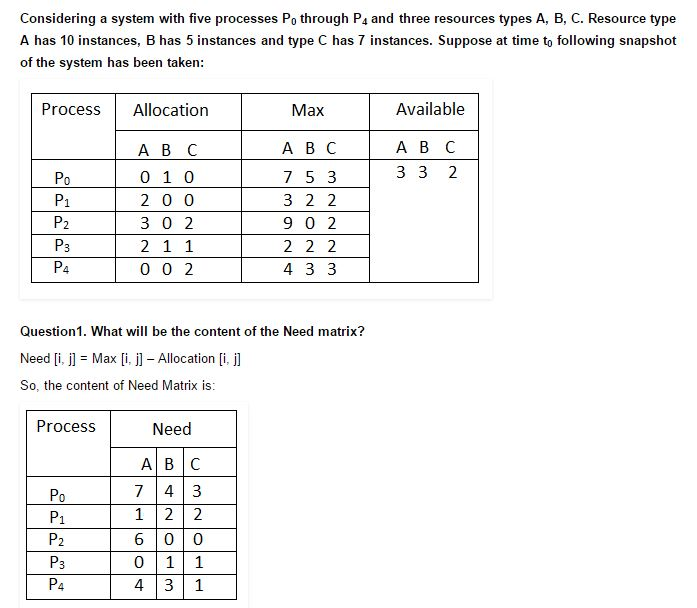 Considering a system with five processes P₀ through P₄ and three resources types A, B, C. Resource type
A has 10 instances, B has 5 instances and type C has 7 instances. Suppose at time t₀ following snapshot
of the system has been taken:
Process Allocation Max Available
A B C A B C A B C
P₀ 0 1 0 7 5 3 3 3 2
P₁ 2 0 0 3 2 2
P₂ 3 0 2 9 0 2
P₃ 2 1 1 2 2 2
P₄ 0 0 2 4 3 3
Question1. What will be the content of the Need matrix?
Need [i, j] = Max [i, j] – Allocation [i, j]
So, the content of Need Matrix is:
Process Need
A B C
P₀ 7 4 3
P₁ 1 2 2
P₂ 6 0 0
P₃ 0 1 1
P₄ 4 3 1